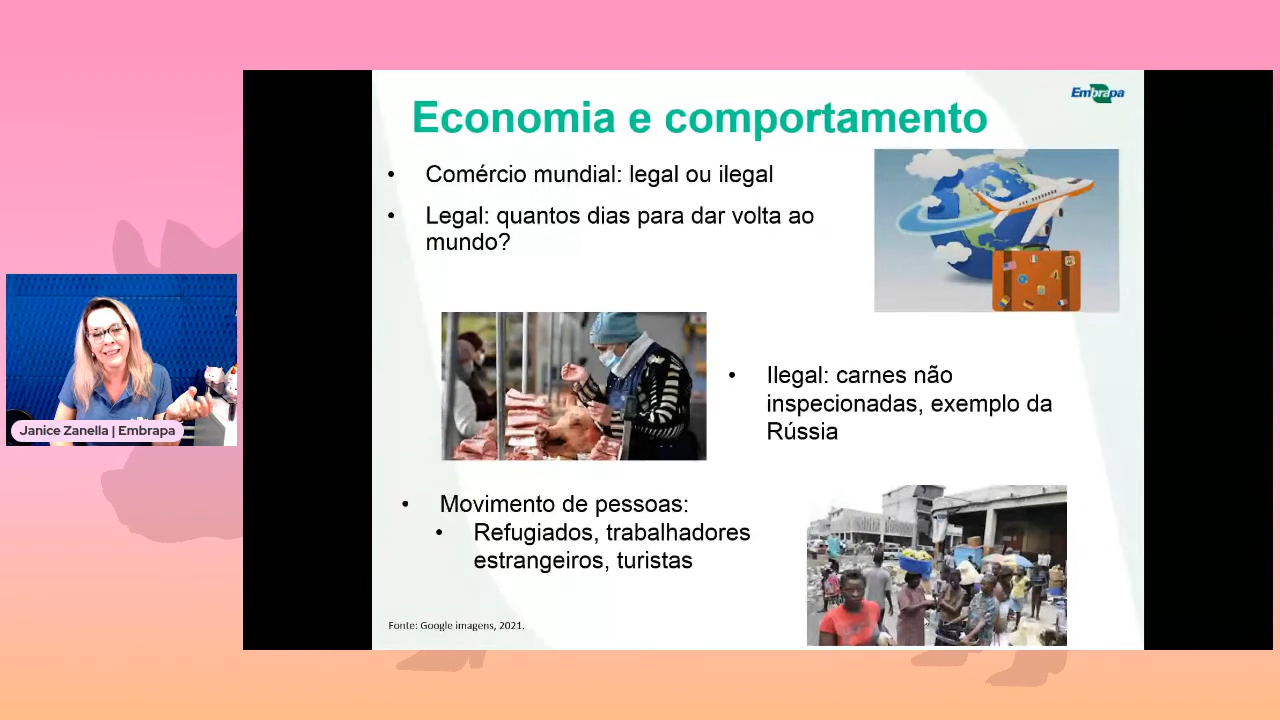 Embrapa
Economia e comportamento
• Comércio mundial: legal ou ilegal
• Legal: quantos dias para dar volta ao
mundo?
• Ilegal: carnes não
inspecionadas, exemplo da
Rússia
Janice Zanella | Embrapa
• Movimento de pessoas:
• Refugiados, trabalhadores
estrangeiros, turistas
Fonte: Google imagens, 2021.